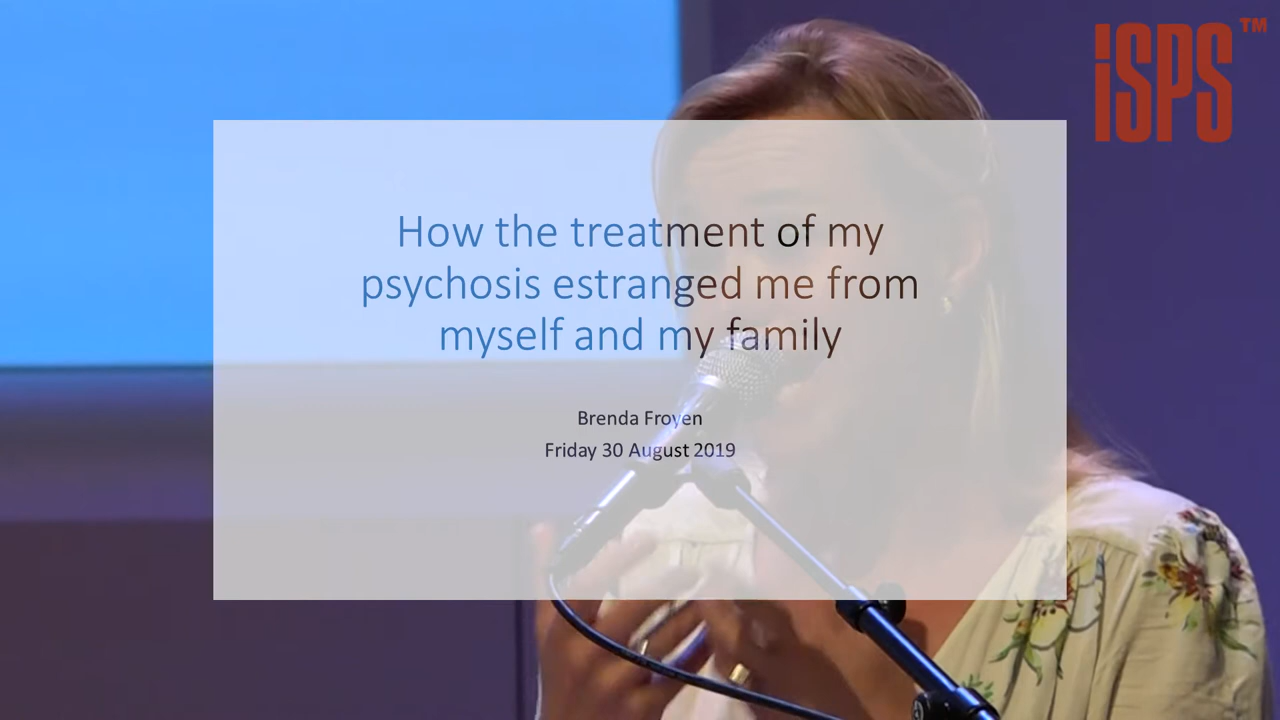 iSPS™
How the treatment of my
psychosis estranged me from
myself and my family
Brenda Froyen
Friday 30 August 2019